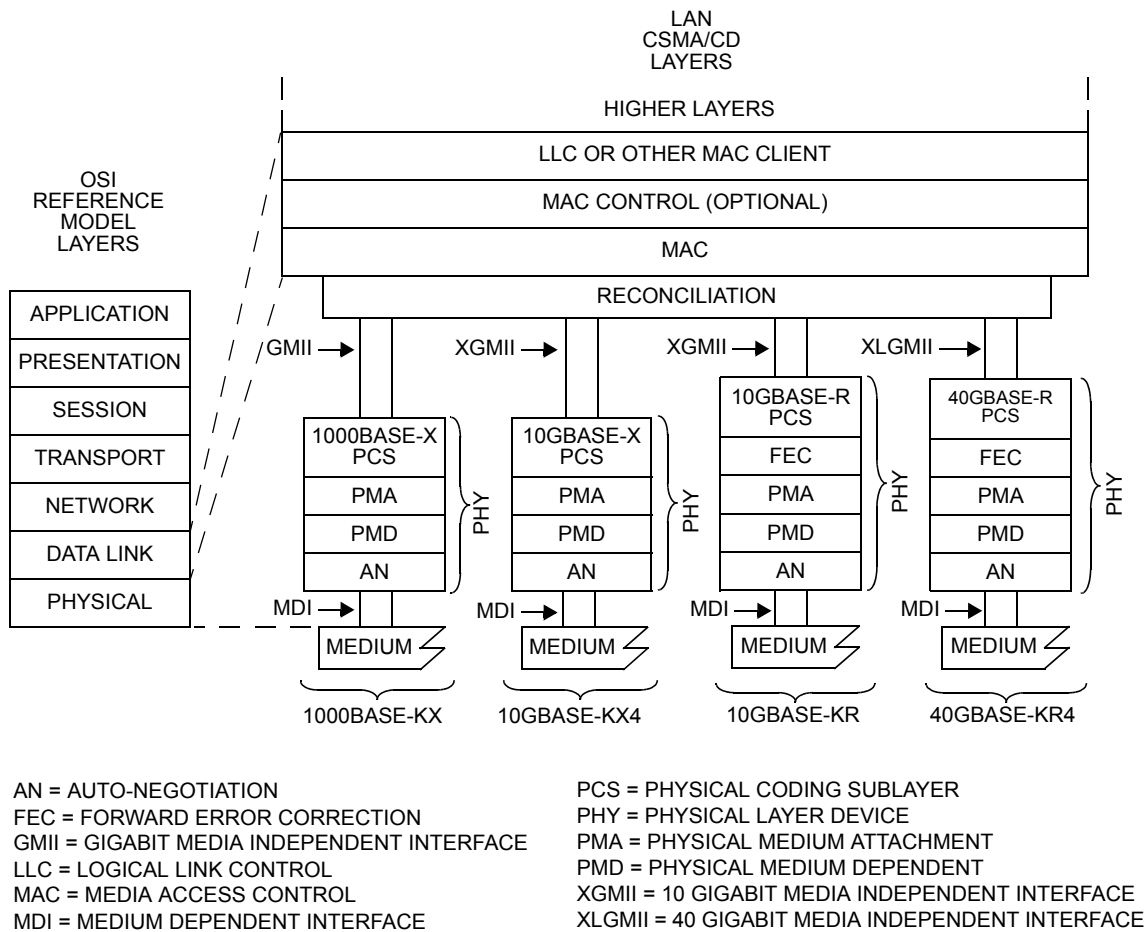 LAN
CSMA/CD
LAYERS
HIGHER LAYERS
LLC OR OTHER MAC CLIENT
MAC CONTROL (OPTIONAL)
MAC
RECONCILIATION
OSI
REFERENCE
MODEL
LAYERS
APPLICATION
PRESENTATION
SESSION
TRANSPORT
NETWORK
DATA LINK
PHYSICAL
GMII
1000BASE-X
PCS
PMA
PMD
AN
PHY
MDI
MEDIUM
1000BASE-KX
XGMII
10GBASE-X
PCS
PMA
PMD
AN
PHY
MDI
MEDIUM
10GBASE-KX4
XGMII
10GBASE-R
PCS
FEC
PMA
PMD
AN
PHY
MDI
MEDIUM
10GBASE-KR
XLGMII
40GBASE-R
PCS
FEC
PMA
PMD
AN
PHY
MDI
MEDIUM
40GBASE-KR4
AN = AUTO-NEGOTIATION
FEC = FORWARD ERROR CORRECTION
GMII = GIGABIT MEDIA INDEPENDENT INTERFACE
LLC = LOGICAL LINK CONTROL
MAC = MEDIA ACCESS CONTROL
MDI = MEDIUM DEPENDENT INTERFACE
PCS = PHYSICAL CODING SUBLAYER
PHY = PHYSICAL LAYER DEVICE
PMA = PHYSICAL MEDIUM ATTACHMENT
PMD = PHYSICAL MEDIUM DEPENDENT
XGMII = 10 GIGABIT MEDIA INDEPENDENT INTERFACE
XLGMII = 40 GIGABIT MEDIA INDEPENDENT INTERFACE